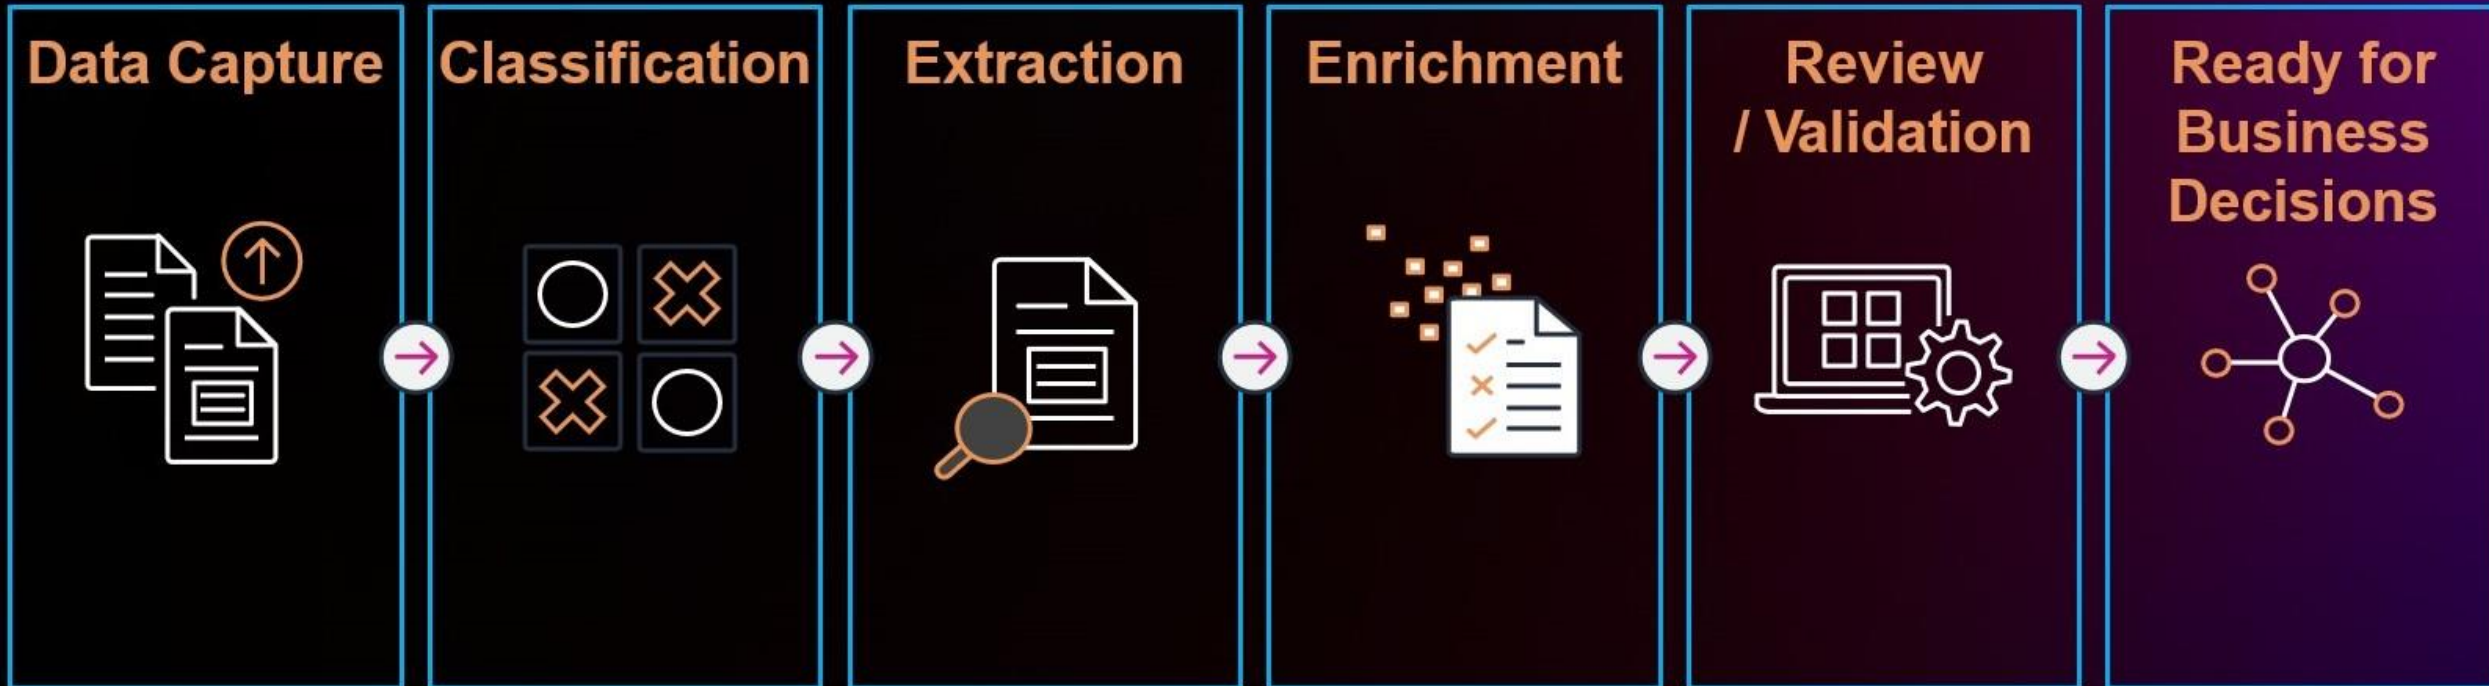 Data Capture
Classification
Extraction
Enrichment
Review
/ Validation
Ready for
Business
Decisions